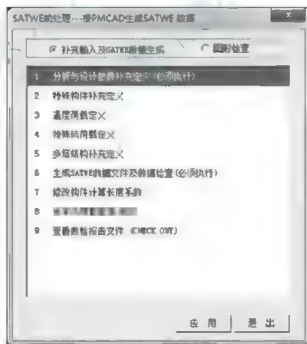 SATWE前处理---接PMCAD生成SATWE 数据
补充输入及SATWE数据生成
图形检查
1 分析与设计参数补充定义(必须执行)
2 特殊构件补充定义
3 温度荷载定义
4 特殊风荷载定义
5 多塔结构补充定义
6 生成SATWE数据文件及数据检查(必须执行)
7 修改构件计算长度系数
8
9 查看数检报告文件 (CHECK OUT)
应 用
退 出